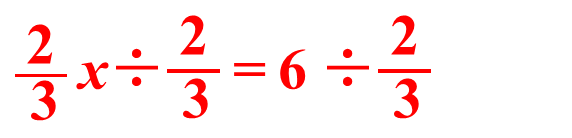 2/3 x ÷ 2/3 = 6 ÷ 2/3